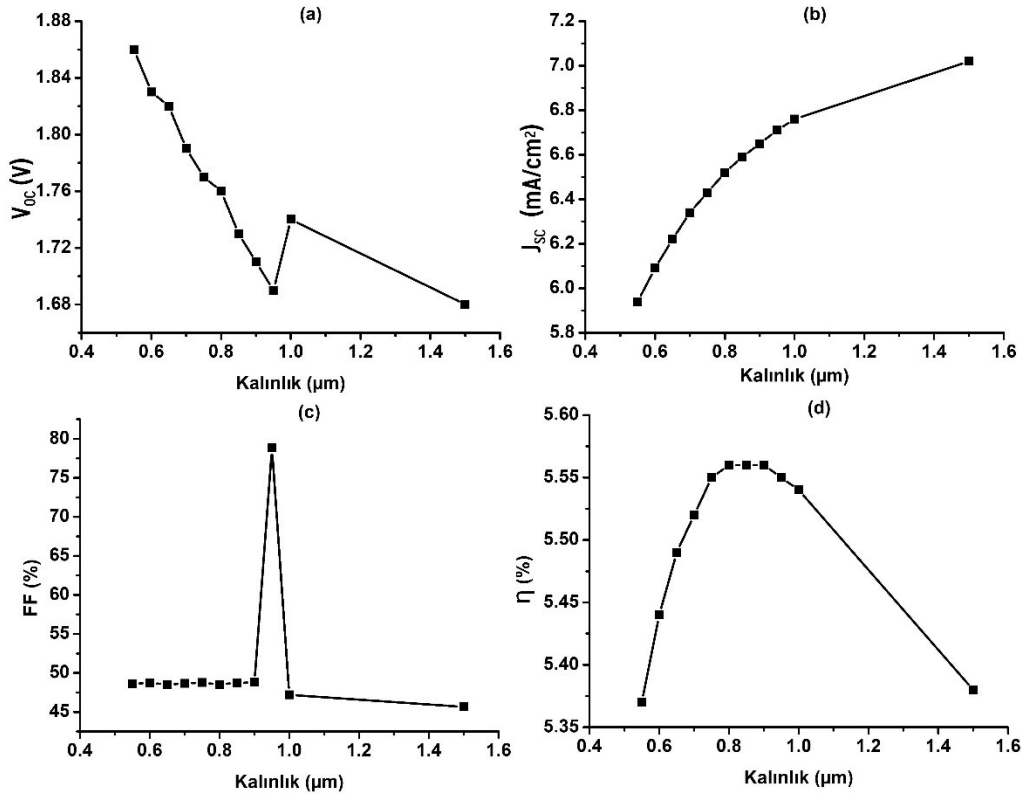 (a)
V_OC (V)
1.88
1.84
1.80
1.76
1.72
1.68
0.4 0.6 0.8 1.0 1.2 1.4 1.6
Kalınlık (µm)
(b)
J_SC (mA/cm²)
7.2
7.0
6.8
6.6
6.4
6.2
6.0
5.8
0.4 0.6 0.8 1.0 1.2 1.4 1.6
Kalınlık (µm)
(c)
FF (%)
80
75
70
65
60
55
50
45
0.4 0.6 0.8 1.0 1.2 1.4 1.6
Kalınlık (µm)
(d)
η (%)
5.60
5.55
5.50
5.45
5.40
5.35
0.4 0.6 0.8 1.0 1.2 1.4 1.6
Kalınlık (µm)